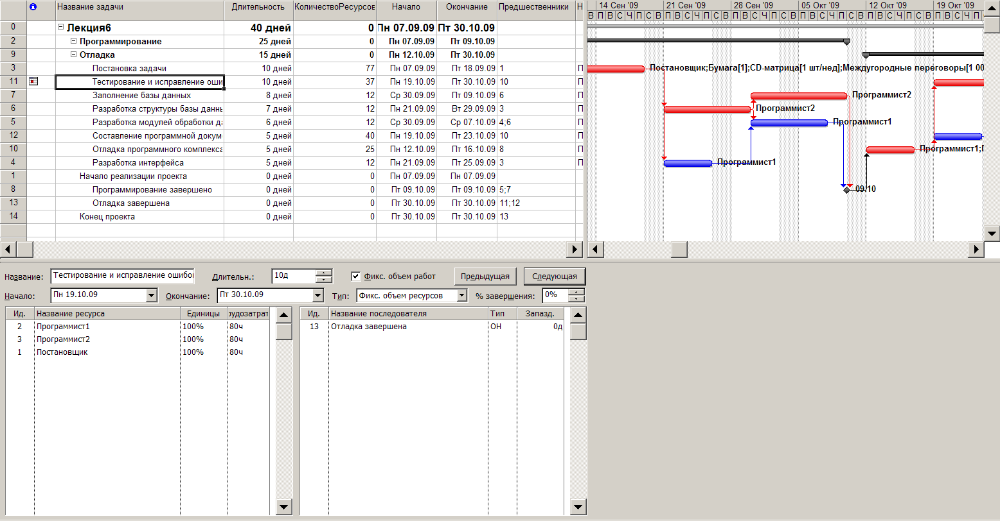 Название задачи Длительность КоличествоРесурсов Начало Окончание Предшественники Н
14 Сен '09 21 Сен '09 28 Сен '09 05 Окт '09 12 Окт '09 19 Окт '09
В П В С Ч П С В П В С Ч П С В П В С Ч П С В П В С Ч П С В П В С Ч П С В П В С Ч П
0 Лекция6 40 дней 0 Пн 07.09.09 Пт 30.10.09
2 Программирование 25 дней 0 Пн 07.09.09 Пт 09.10.09
9 Отладка 15 дней 0 Пн 12.10.09 Пт 30.10.09
3 Постановка задачи 10 дней 77 Пн 07.09.09 Пт 18.09.09 1 П Постановщик;Бумага[1];CD-матрица[1 шт/нед];Междугородные переговоры[1 00
11 Тестирование и исправление оши 10 дней 37 Пн 19.10.09 Пт 30.10.09 10 П
7 Заполнение базы данных 8 дней 12 Ср 30.09.09 Пт 09.10.09 6 Программист2
6 Разработка структуры базы данн 7 дней 12 Пн 21.09.09 Вт 29.09.09 3 Программист2
5 Разработка модулей обработки д 6 дней 12 Ср 30.09.09 Ср 07.10.09 4;6 П Программист1
12 Составление программной докум 5 дней 40 Пн 19.10.09 Пт 23.10.09 10 П
10 Отладка программного комплекса 5 дней 25 Пн 12.10.09 Пт 16.10.09 8 П Программист1;П
4 Разработка интерфейса 5 дней 12 Пн 21.09.09 Пт 25.09.09 3 П Программист1
1 Начало реализации проекта 0 дней 0 Пн 07.09.09 Пн 07.09.09
8 Программирование завершено 0 дней 0 Пт 09.10.09 Пт 09.10.09 5;7 09.10
13 Отладка завершена 0 дней 0 Пт 30.10.09 Пт 30.10.09 11;12
14 Конец проекта 0 дней 0 Пт 30.10.09 Пт 30.10.09 13
Название: Тестирование и исправление ошибо Длительн.: 10д Фикс. объем работ Предыдущая Следующая
Начало: Пн 19.10.09 Окончание: Пт 30.10.09 Тип: Фикс. объем ресурсов % завершения: 0%
Ид. Название ресурса Единицы рудозатрат
2 Программист1 100% 80ч
3 Программист2 100% 80ч
1 Постановщик 100% 80ч
Ид. Название последователя Тип Запазд.
13 Отладка завершена ОН 0д